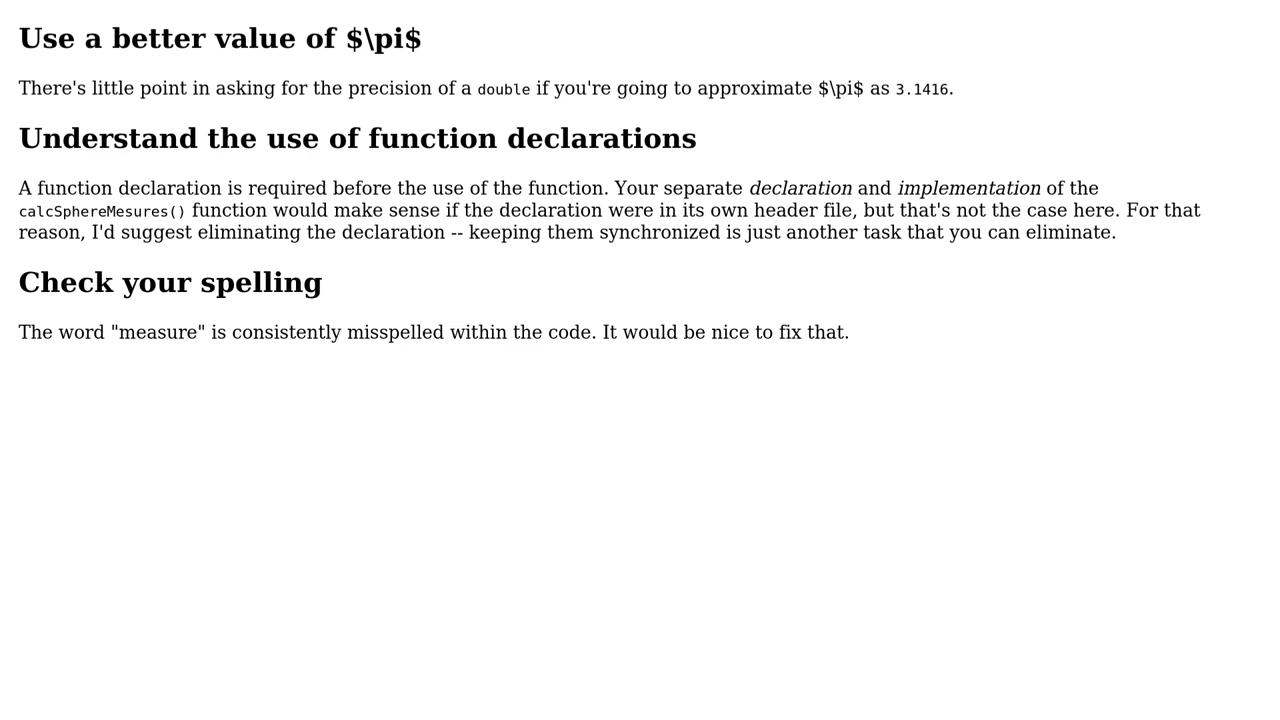 Use a better value of $\pi$
There's little point in asking for the precision of a double if you're going to approximate $\pi$ as 3.1416.
Understand the use of function declarations
A function declaration is required before the use of the function. Your separate declaration and implementation of the
calcSphereMesures() function would make sense if the declaration were in its own header file, but that's not the case here. For that
reason, I'd suggest eliminating the declaration -- keeping them synchronized is just another task that you can eliminate.
Check your spelling
The word "measure" is consistently misspelled within the code. It would be nice to fix that.